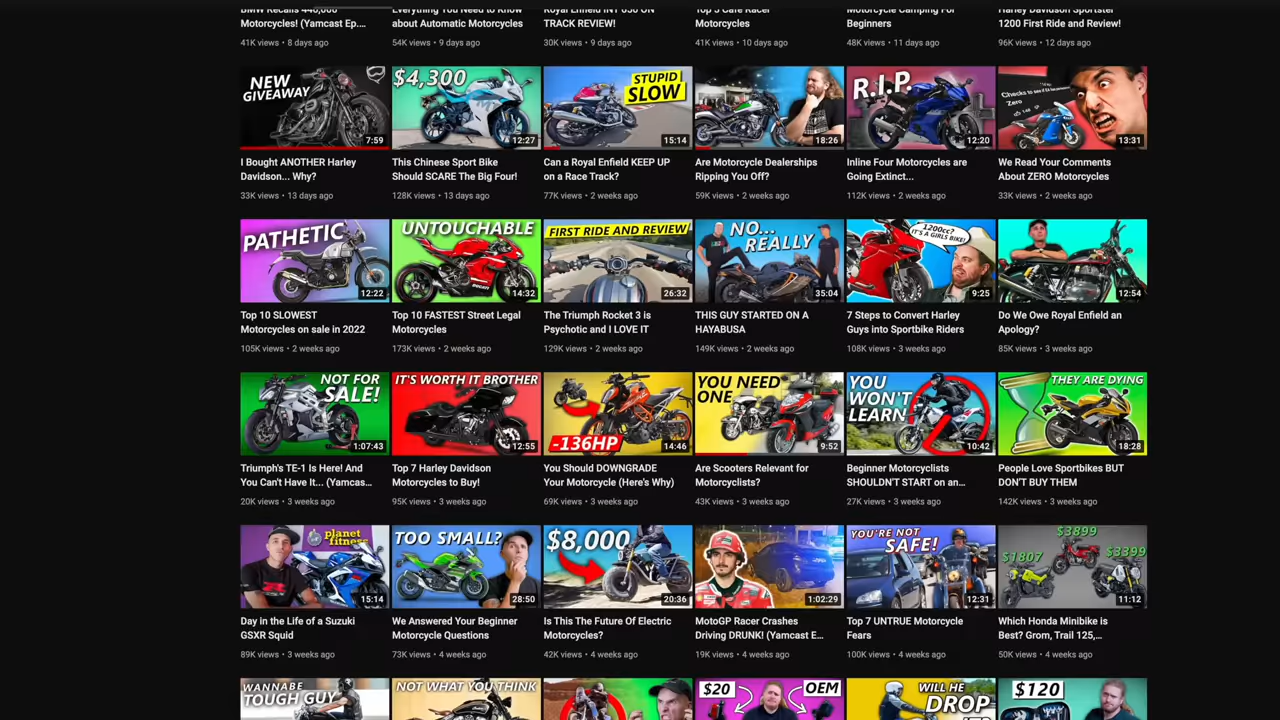 Motorcycles! (Yamcast Ep....
about Automatic Motorcycles
TRACK REVIEW!
Motorcycles
Beginners
1200 First Ride and Review!
41K views • 8 days ago
54K views • 9 days ago
30K views • 9 days ago
41K views • 10 days ago
48K views • 11 days ago
96K views • 12 days ago
NEW
GIVEAWAY
7:59
$4,300
12:27
STUPID
SLOW
15:14
18:26
R.I.P.
12:20
Zero
13:31
I Bought ANOTHER Harley
Davidson... Why?
33K views • 13 days ago
This Chinese Sport Bike
Should SCARE The Big Four!
128K views • 13 days ago
Can a Royal Enfield KEEP UP
on a Race Track?
77K views • 2 weeks ago
Are Motorcycle Dealerships
Ripping You Off?
59K views • 2 weeks ago
Inline Four Motorcycles are
Going Extinct...
112K views • 2 weeks ago
We Read Your Comments
About ZERO Motorcycles
33K views • 2 weeks ago
PATHETIC
12:22
UNTOUCHABLE
14:32
FIRST RIDE AND REVIEW
26:32
NO...
REALLY
35:04
1200cc?
IT'S A GIRLS BIKE!
9:25
12:54
Top 10 SLOWEST
Motorcycles on sale in 2022
105K views • 2 weeks ago
Top 10 FASTEST Street Legal
Motorcycles
173K views • 2 weeks ago
The Triumph Rocket 3 is
Psychotic and I LOVE IT
129K views • 2 weeks ago
THIS GUY STARTED ON A
HAYABUSA
149K views • 2 weeks ago
7 Steps to Convert Harley
Guys into Sportbike Riders
108K views • 3 weeks ago
Do We Owe Royal Enfield an
Apology?
85K views • 3 weeks ago
NOT FOR
SALE!
1:07:43
IT'S WORTH IT BROTHER
12:55
-136HP
14:46
YOU NEED
ONE
9:52
YOU
WON'T
LEARN
10:42
THEY ARE DYING
18:28
Triumph's TE-1 Is Here! And
You Can't Have It... (Yamcas...
20K views • 3 weeks ago
Top 7 Harley Davidson
Motorcycles to Buy!
95K views • 3 weeks ago
You Should DOWNGRADE
Your Motorcycle (Here's Why)
69K views • 3 weeks ago
Are Scooters Relevant for
Motorcyclists?
43K views • 3 weeks ago
Beginner Motorcyclists
SHOULDN'T START on an...
27K views • 3 weeks ago
People Love Sportbikes BUT
DON'T BUY THEM
142K views • 3 weeks ago
planet
fitness
15:14
TOO SMALL?
28:50
$8,000
20:36
1:02:29
YOU'RE NOT
SAFE!
12:31
$3899
$1807
$3399
11:12
Day in the Life of a Suzuki
GSXR Squid
89K views • 3 weeks ago
We Answered Your Beginner
Motorcycle Questions
73K views • 4 weeks ago
Is This The Future Of Electric
Motorcycles?
42K views • 4 weeks ago
MotoGP Racer Crashes
Driving DRUNK! (Yamcast E...
19K views • 4 weeks ago
Top 7 UNTRUE Motorcycle
Fears
100K views • 4 weeks ago
Which Honda Minibike is
Best? Grom, Trail 125,...
50K views • 4 weeks ago
WANNABE
TOUGH GUY
NOT WHAT YOU THINK
$20
OEM
WILL HE
DROP
$120